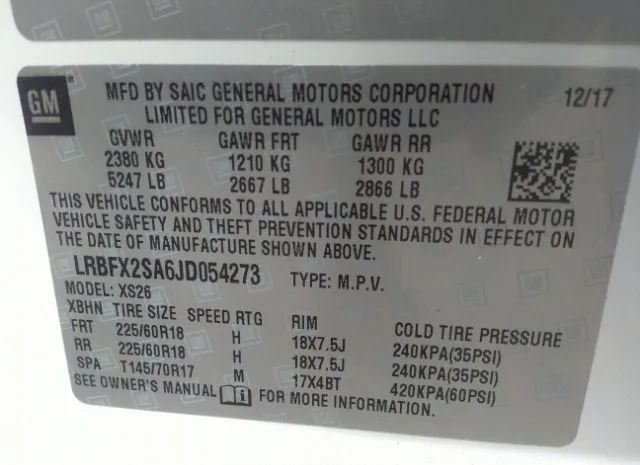 GM
MFD BY SAIC GENERAL MOTORS CORPORATION 12/17
LIMITED FOR GENERAL MOTORS LLC
GVWR GAWR FRT GAWR RR
2380 KG 1210 KG 1300 KG
5247 LB 2667 LB 2866 LB
THIS VEHICLE CONFORMS TO ALL APPLICABLE U.S. FEDERAL MOTOR
VEHICLE SAFETY AND THEFT PREVENTION STANDARDS IN EFFECT ON
THE DATE OF MANUFACTURE SHOWN ABOVE.
LRBFX2SA6JD054273 TYPE: M.P.V.
MODEL: XS26
XBHN TIRE SIZE SPEED RTG RIM COLD TIRE PRESSURE
FRT 225/60R18 H 18X7.5J 240KPA(35PSI)
RR 225/60R18 H 18X7.5J 240KPA(35PSI)
SPA T145/70R17 M 17X4BT 420KPA(60PSI)
SEE OWNER'S MANUAL FOR MORE INFORMATION.